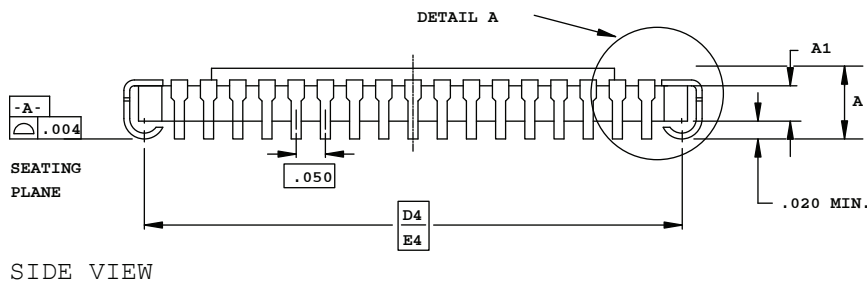 DETAIL A
A1
A
-A-
.004
SEATING
PLANE
.050
.020 MIN.
D4
E4
SIDE VIEW